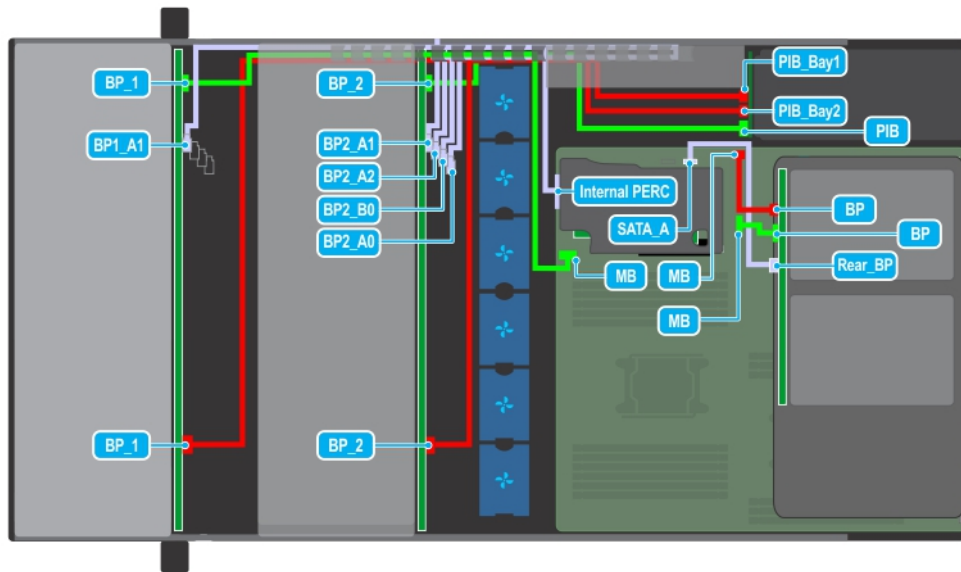 BP_1
BP_2
PIB_Bay1
PIB_Bay2
PIB
BP1_A1
BP2_A1
BP2_A2
BP2_B0
BP2_A0
Internal PERC
SATA_A
BP
BP
Rear_BP
MB
MB
MB
BP_1
BP_2